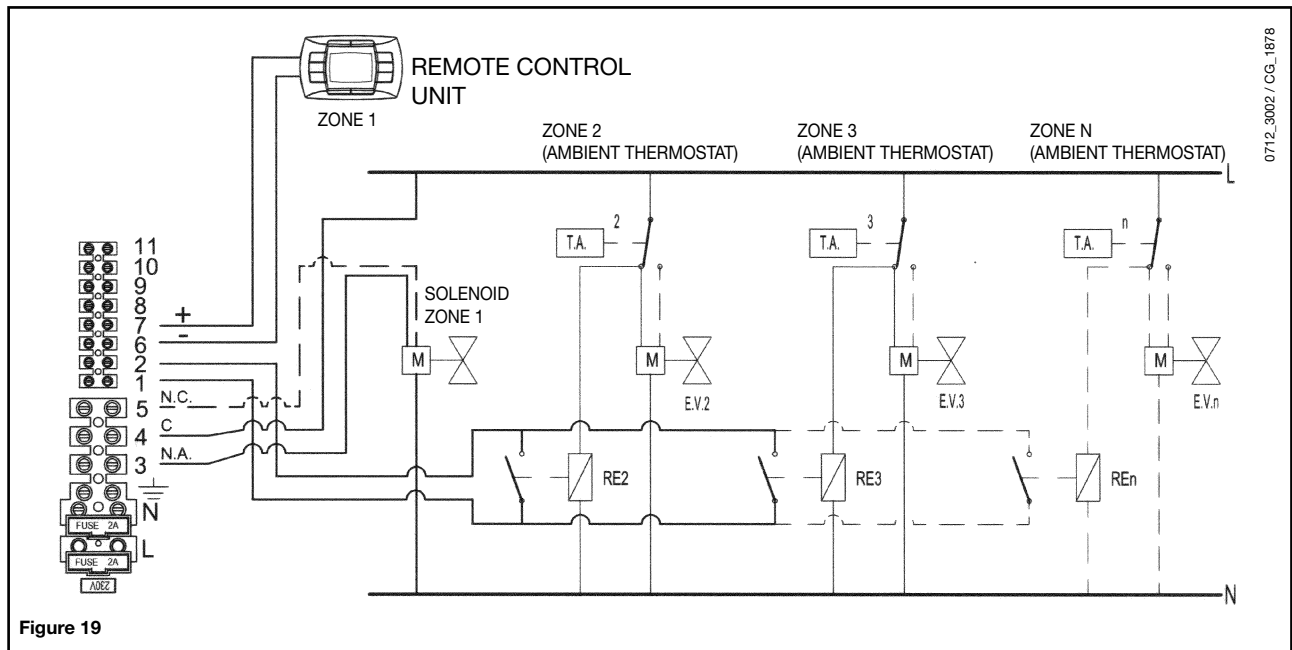 REMOTE CONTROL
UNIT
ZONE 1
0712_3002 / CG_1878
ZONE 2
(AMBIENT THERMOSTAT)
ZONE 3
(AMBIENT THERMOSTAT)
ZONE N
(AMBIENT THERMOSTAT)
L
2
T.A.
3
T.A.
n
T.A.
11
10
9
8
7 +
6 -
2
1
5 N.C.
4 C
3 N.A.
N
FUSE 2A
L
FUSE 2A
230V
SOLENOID
ZONE 1
M
M
E.V.2
M
E.V.3
M
E.V.n
RE2
RE3
REn
N
Figure 19